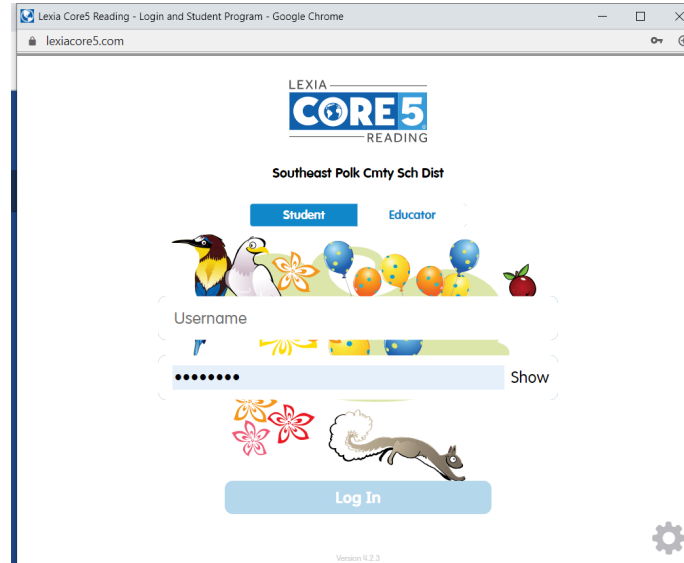 Lexia Core5 Reading - Login and Student Program - Google Chrome
lexiacore5.com
LEXIA
CORE5
READING
Southeast Polk Cmty Sch Dist
Student Educator
Username
•••••••• Show
Log In
Version 4.2.3